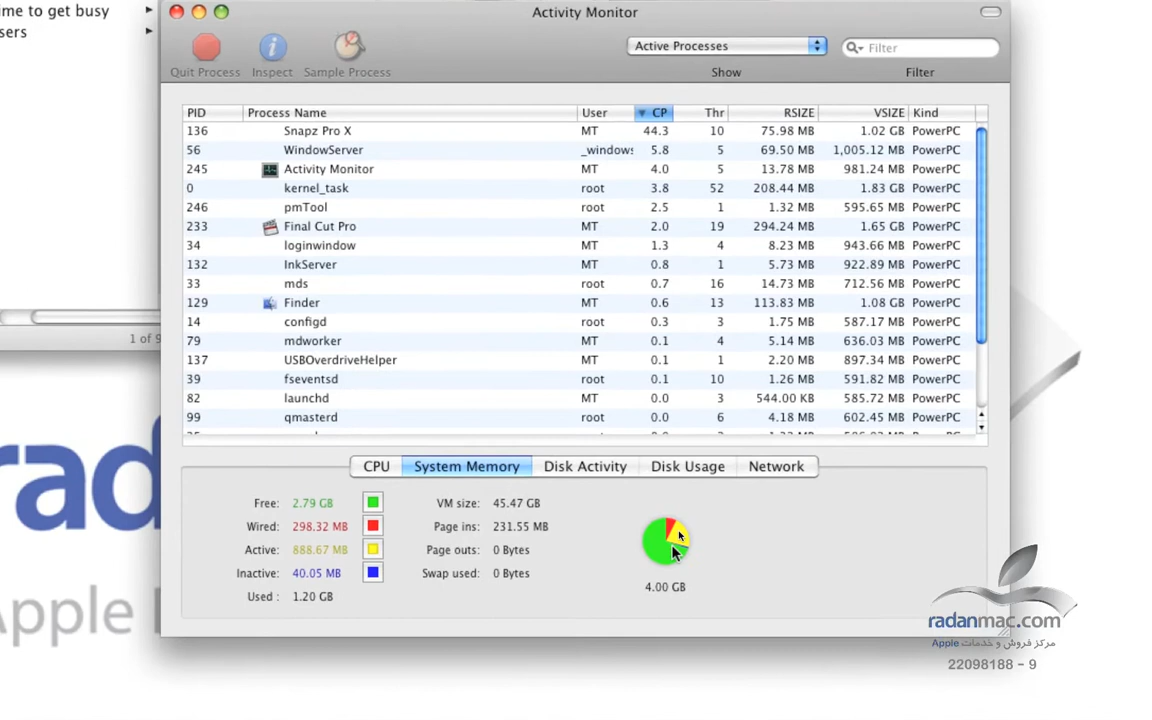 ime to get busy
sers
Activity Monitor
Quit Process Inspect Sample Process
Active Processes
Show
Filter
Filter
PID Process Name User CP Thr RSIZE VSIZE Kind
136 Snapz Pro X MT 44.3 10 75.98 MB 1.02 GB PowerPC
56 WindowServer _windows 5.8 5 69.50 MB 1,005.12 MB PowerPC
245 Activity Monitor MT 4.0 5 13.78 MB 981.24 MB PowerPC
0 kernel_task root 3.8 52 208.44 MB 1.83 GB PowerPC
246 pmTool root 2.5 1 1.32 MB 595.65 MB PowerPC
233 Final Cut Pro MT 2.0 19 294.24 MB 1.65 GB PowerPC
34 loginwindow MT 1.3 4 8.23 MB 943.66 MB PowerPC
132 InkServer MT 0.8 1 5.73 MB 922.89 MB PowerPC
33 mds root 0.7 16 14.73 MB 712.56 MB PowerPC
129 Finder MT 0.6 13 113.83 MB 1.08 GB PowerPC
14 configd root 0.3 3 1.75 MB 587.17 MB PowerPC
79 mdworker MT 0.1 4 5.14 MB 636.03 MB PowerPC
137 USBOverdriveHelper MT 0.1 1 2.20 MB 897.34 MB PowerPC
39 fseventsd root 0.1 10 1.26 MB 591.82 MB PowerPC
82 launchd MT 0.0 3 544.00 KB 585.72 MB PowerPC
99 qmasterd root 0.0 6 4.18 MB 602.45 MB PowerPC
1 of 9
CPU System Memory Disk Activity Disk Usage Network
Free: 2.79 GB VM size: 45.47 GB
Wired: 298.32 MB Page ins: 231.55 MB
Active: 888.67 MB Page outs: 0 Bytes
Inactive: 40.05 MB Swap used: 0 Bytes
Used : 1.20 GB
4.00 GB
rad
Apple
radanmac.com
مرکز فروش و خدمات Apple
22098188 - 9